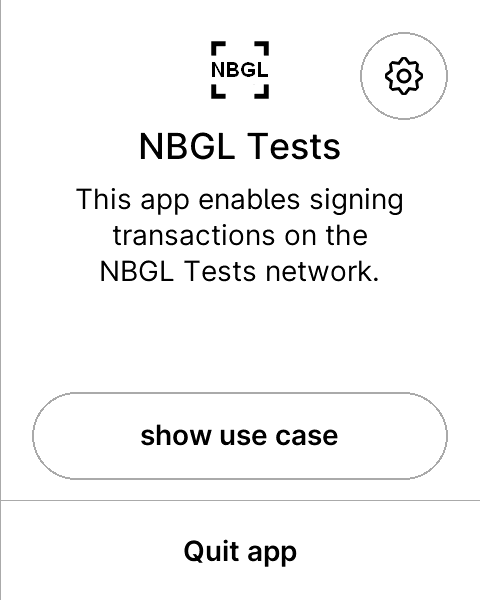 NBGL
NBGL Tests
This app enables signing
transactions on the
NBGL Tests network.
show use case
Quit app